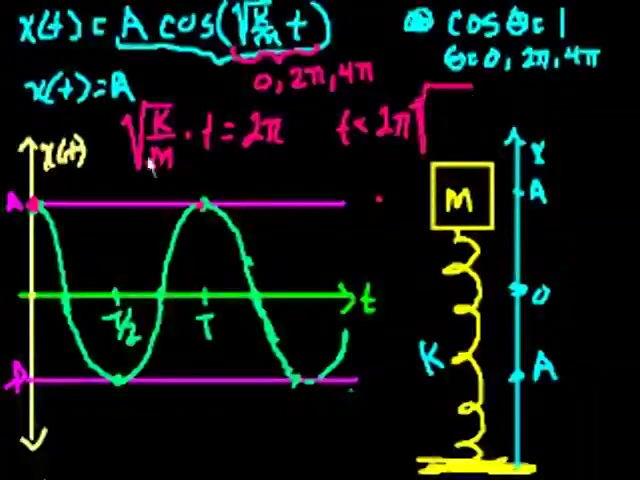 x(t) = A cos(√K/m t)
cos θ = 1
θ = 0, 2π, 4π
0, 2π, 4π
x(t) = A
√K/M · t = 2π
t = 2π√
x(t)
x
A
M
A
0
t
T/2
T
K
A